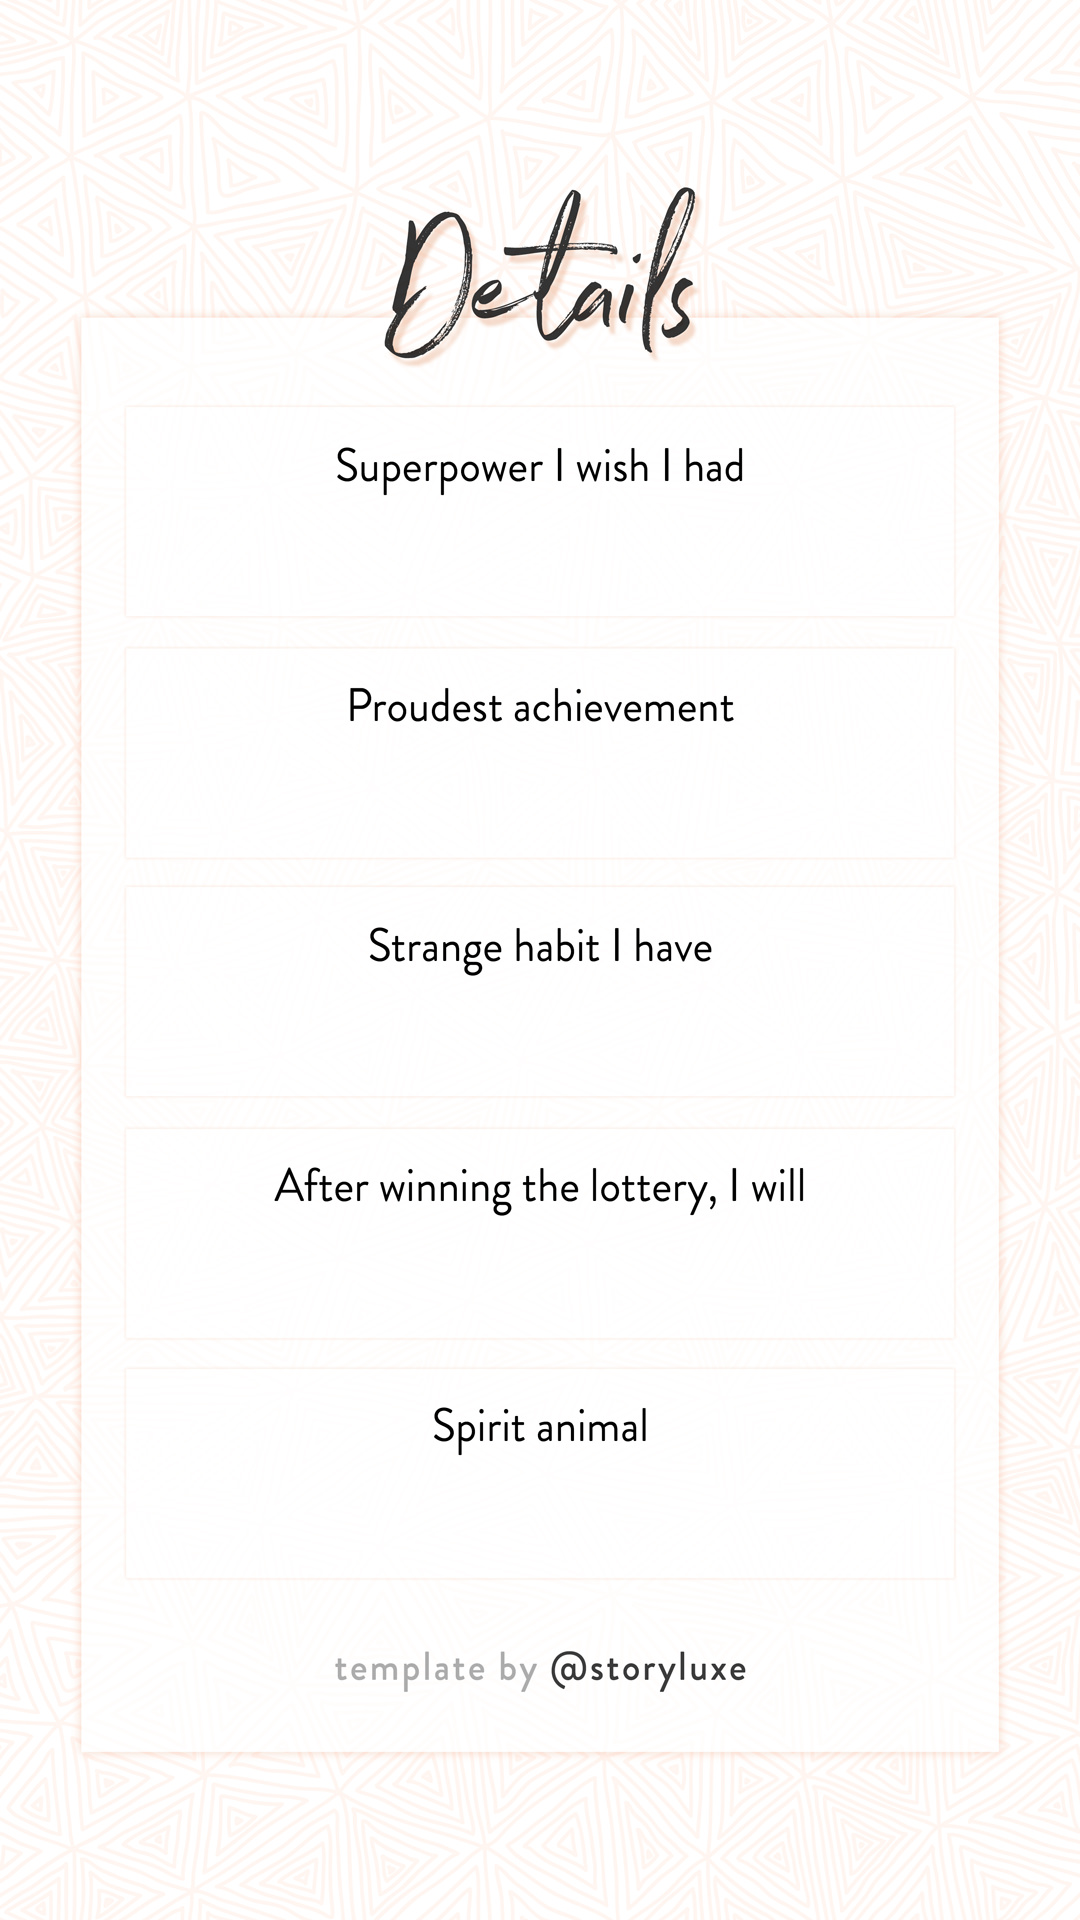 Details
Superpower I wish I had
Proudest achievement
Strange habit I have
After winning the lottery, I will
Spirit animal
template by @storyluxe